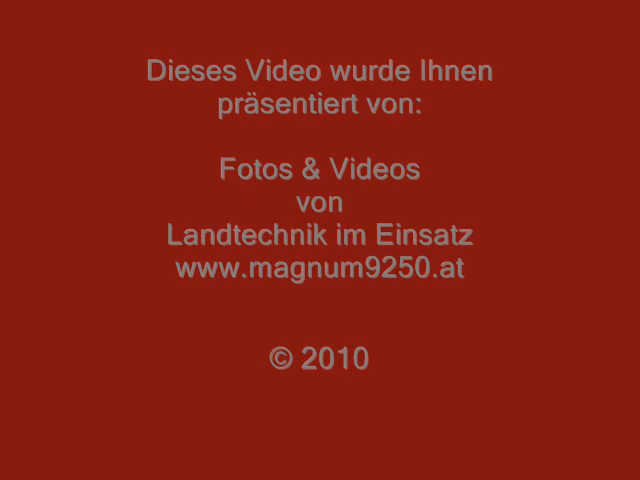 Dieses Video wurde Ihnen
präsentiert von:
Fotos & Videos
von
Landtechnik im Einsatz
www.magnum9250.at
© 2010